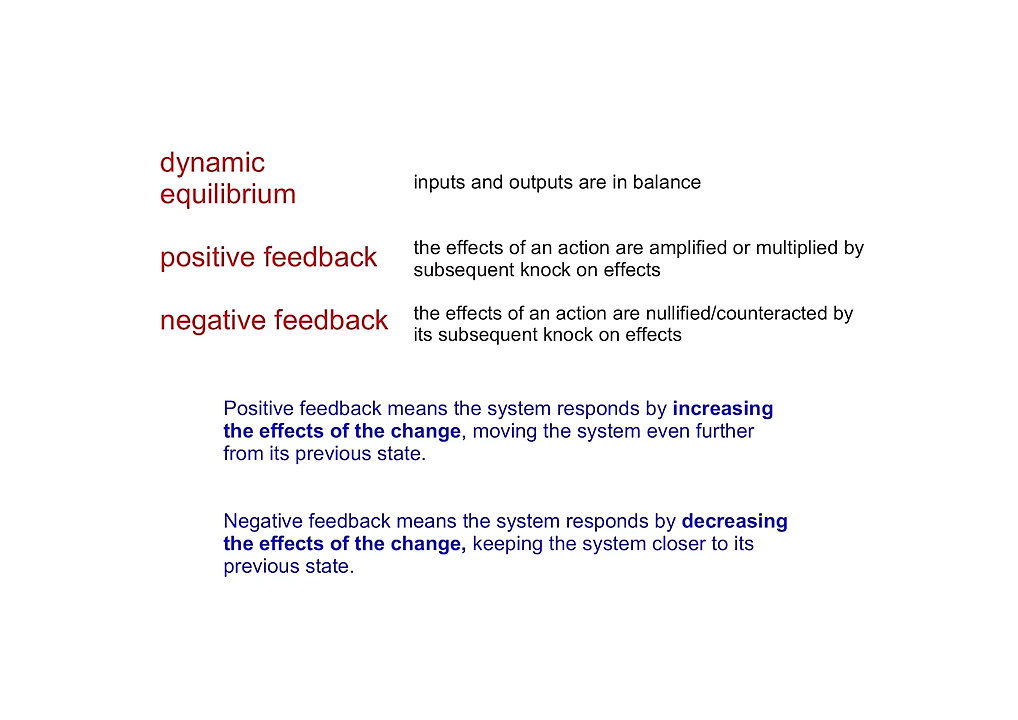 dynamic
equilibrium
inputs and outputs are in balance
positive feedback
the effects of an action are amplified or multiplied by
subsequent knock on effects
negative feedback
the effects of an action are nullified/counteracted by
its subsequent knock on effects
Positive feedback means the system responds by increasing
the effects of the change, moving the system even further
from its previous state.
Negative feedback means the system responds by decreasing
the effects of the change, keeping the system closer to its
previous state.